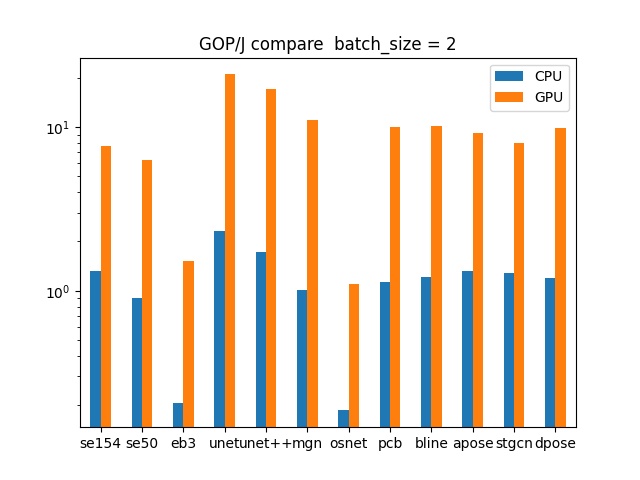 GOP/J compare batch_size = 2
CPU
GPU
10¹
10⁰
se154 se50 eb3 unet unet++ mgn osnet pcb bline apose stgcn dpose